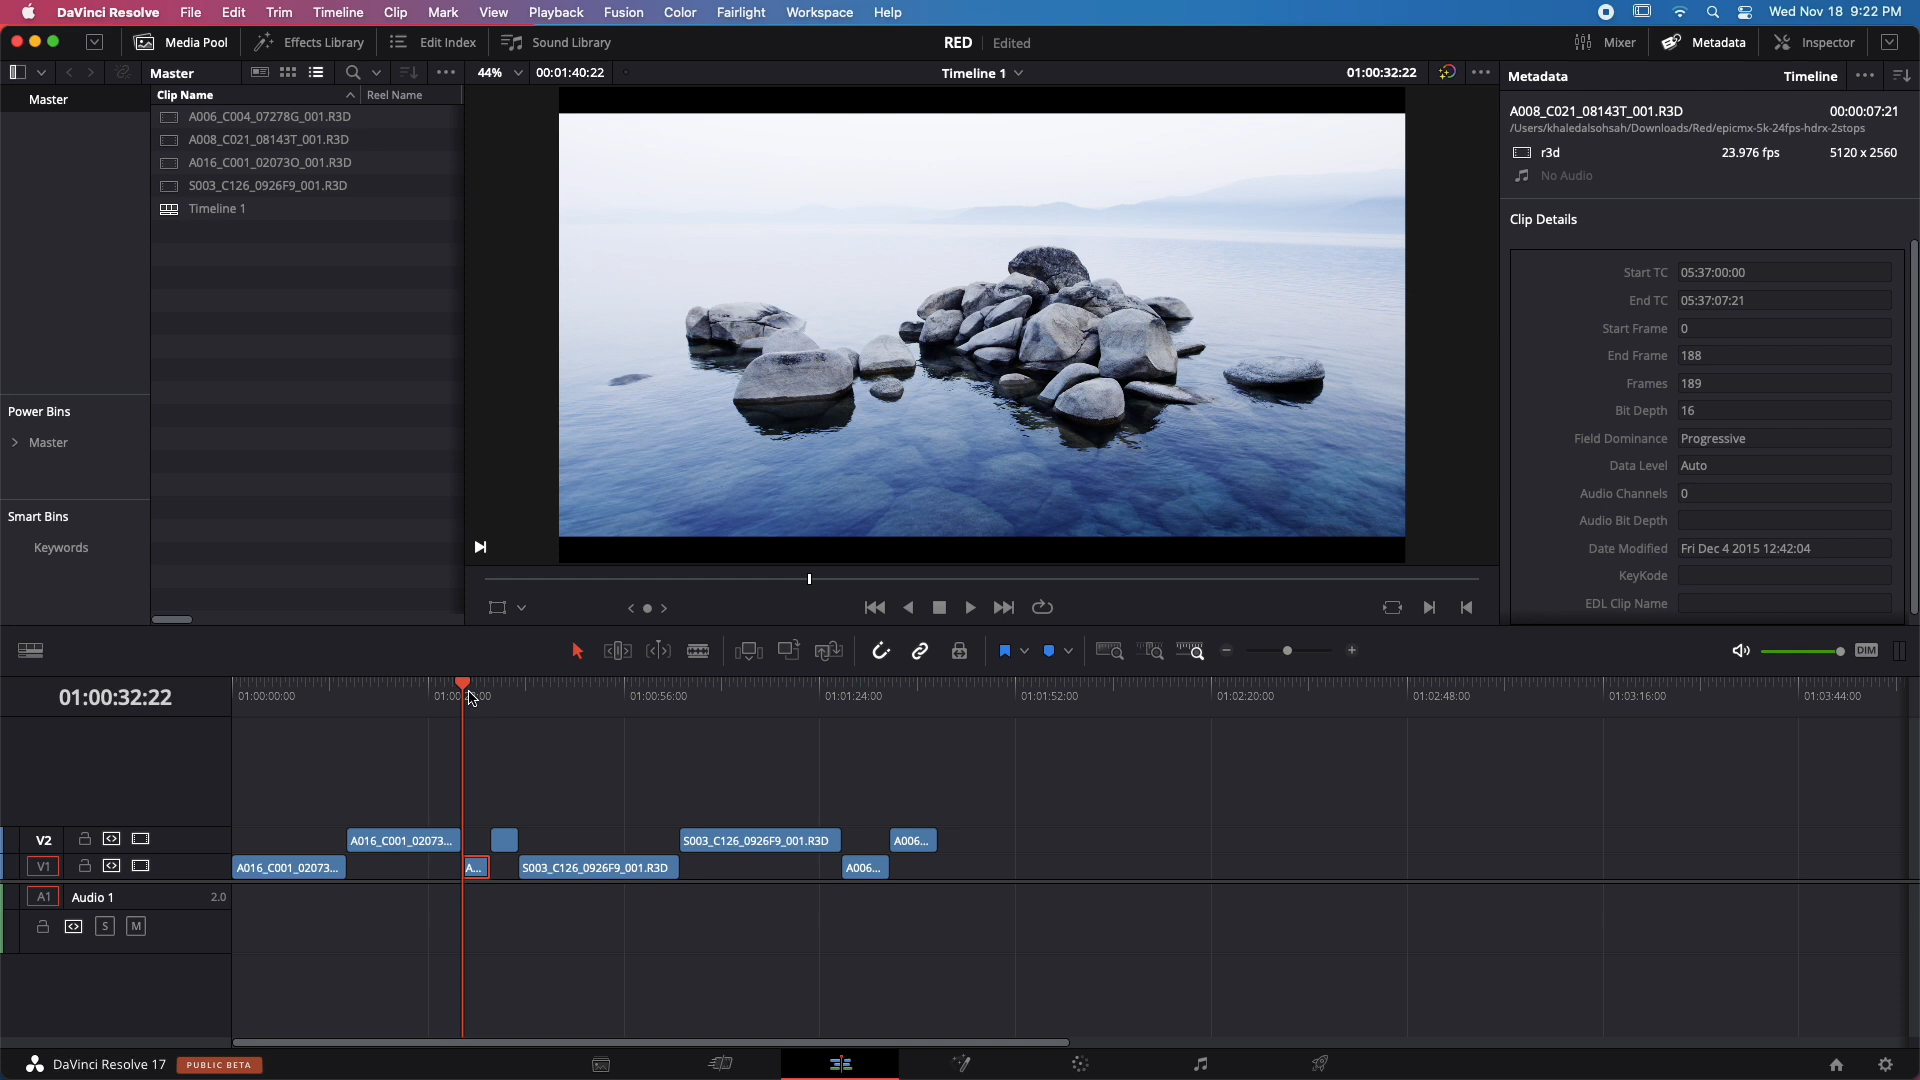 DaVinci Resolve File Edit Trim Timeline Clip Mark View Playback Fusion Color Fairlight Workspace Help Wed Nov 18 9:22 PM
Media Pool Effects Library Edit Index Sound Library RED Edited Mixer Metadata Inspector
Master 44% 00:01:40:22 Timeline 1 01:00:32:22 Metadata Timeline
Master Clip Name Reel Name
A006_C004_07278G_001.R3D
A008_C021_08143T_001.R3D
A016_C001_02073O_001.R3D
S003_C126_0926F9_001.R3D
Timeline 1
Power Bins
Master
Smart Bins
Keywords
A008_C021_08143T_001.R3D 00:00:07:21
/Users/khaledalsohsah/Downloads/Red/epicmx-5k-24fps-hdrx-2stops
r3d 23.976 fps 5120 x 2560
No Audio
Clip Details
Start TC 05:37:00:00
End TC 05:37:07:21
Start Frame 0
End Frame 188
Frames 189
Bit Depth 16
Field Dominance Progressive
Data Level Auto
Audio Channels 0
Audio Bit Depth
Date Modified Fri Dec 4 2015 12:42:04
KeyKode
EDL Clip Name
DIM
01:00:32:22 01:00:00:00 01:00:56:00 01:01:24:00 01:01:52:00 01:02:20:00 01:02:48:00 01:03:16:00 01:03:44:00
V2 A016_C001_02073... S003_C126_0926F9_001.R3D A006...
V1 A016_C001_02073... A... S003_C126_0926F9_001.R3D A006...
A1 Audio 1 2.0
S M
DaVinci Resolve 17 PUBLIC BETA